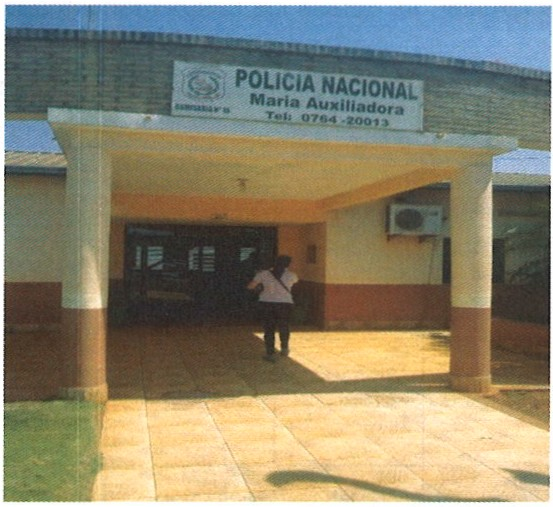 POLICIA NACIONAL
Maria Auxiliadora
Tel: 0764 -20013